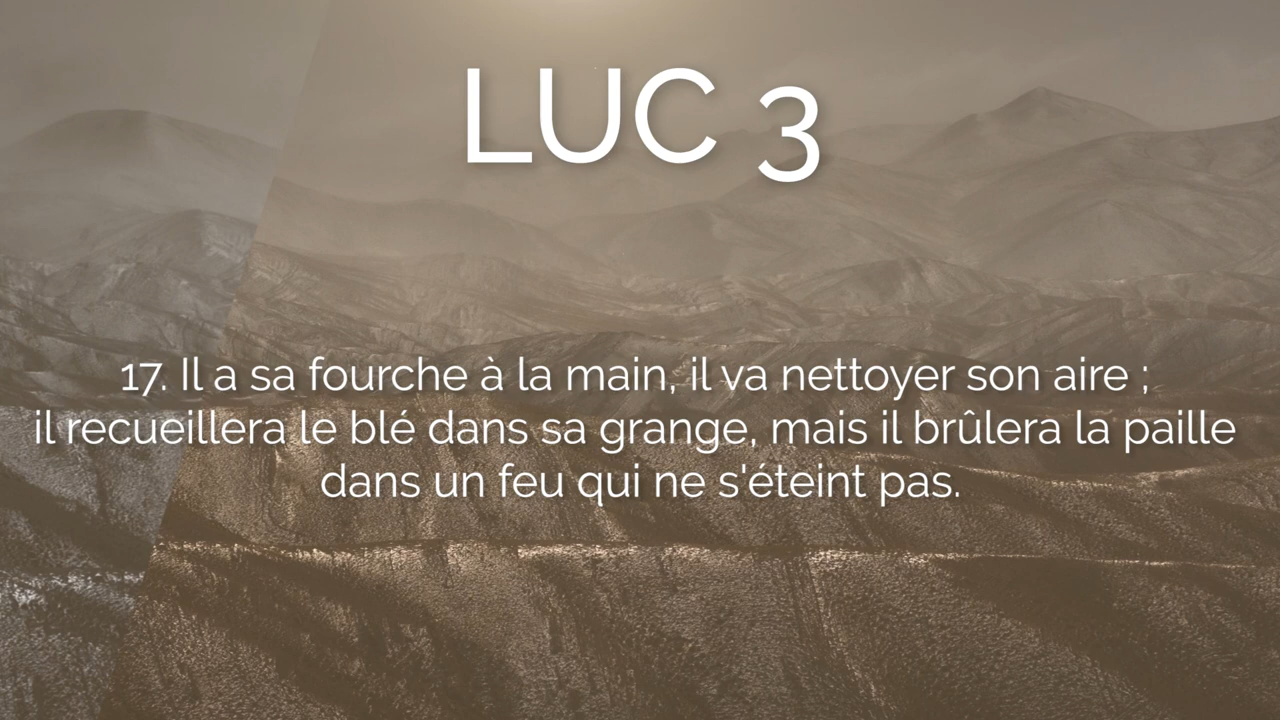 LUC 3
17. Il a sa fourche à la main, il va nettoyer son aire ;
il recueillera le blé dans sa grange, mais il brûlera la paille
dans un feu qui ne s'éteint pas.